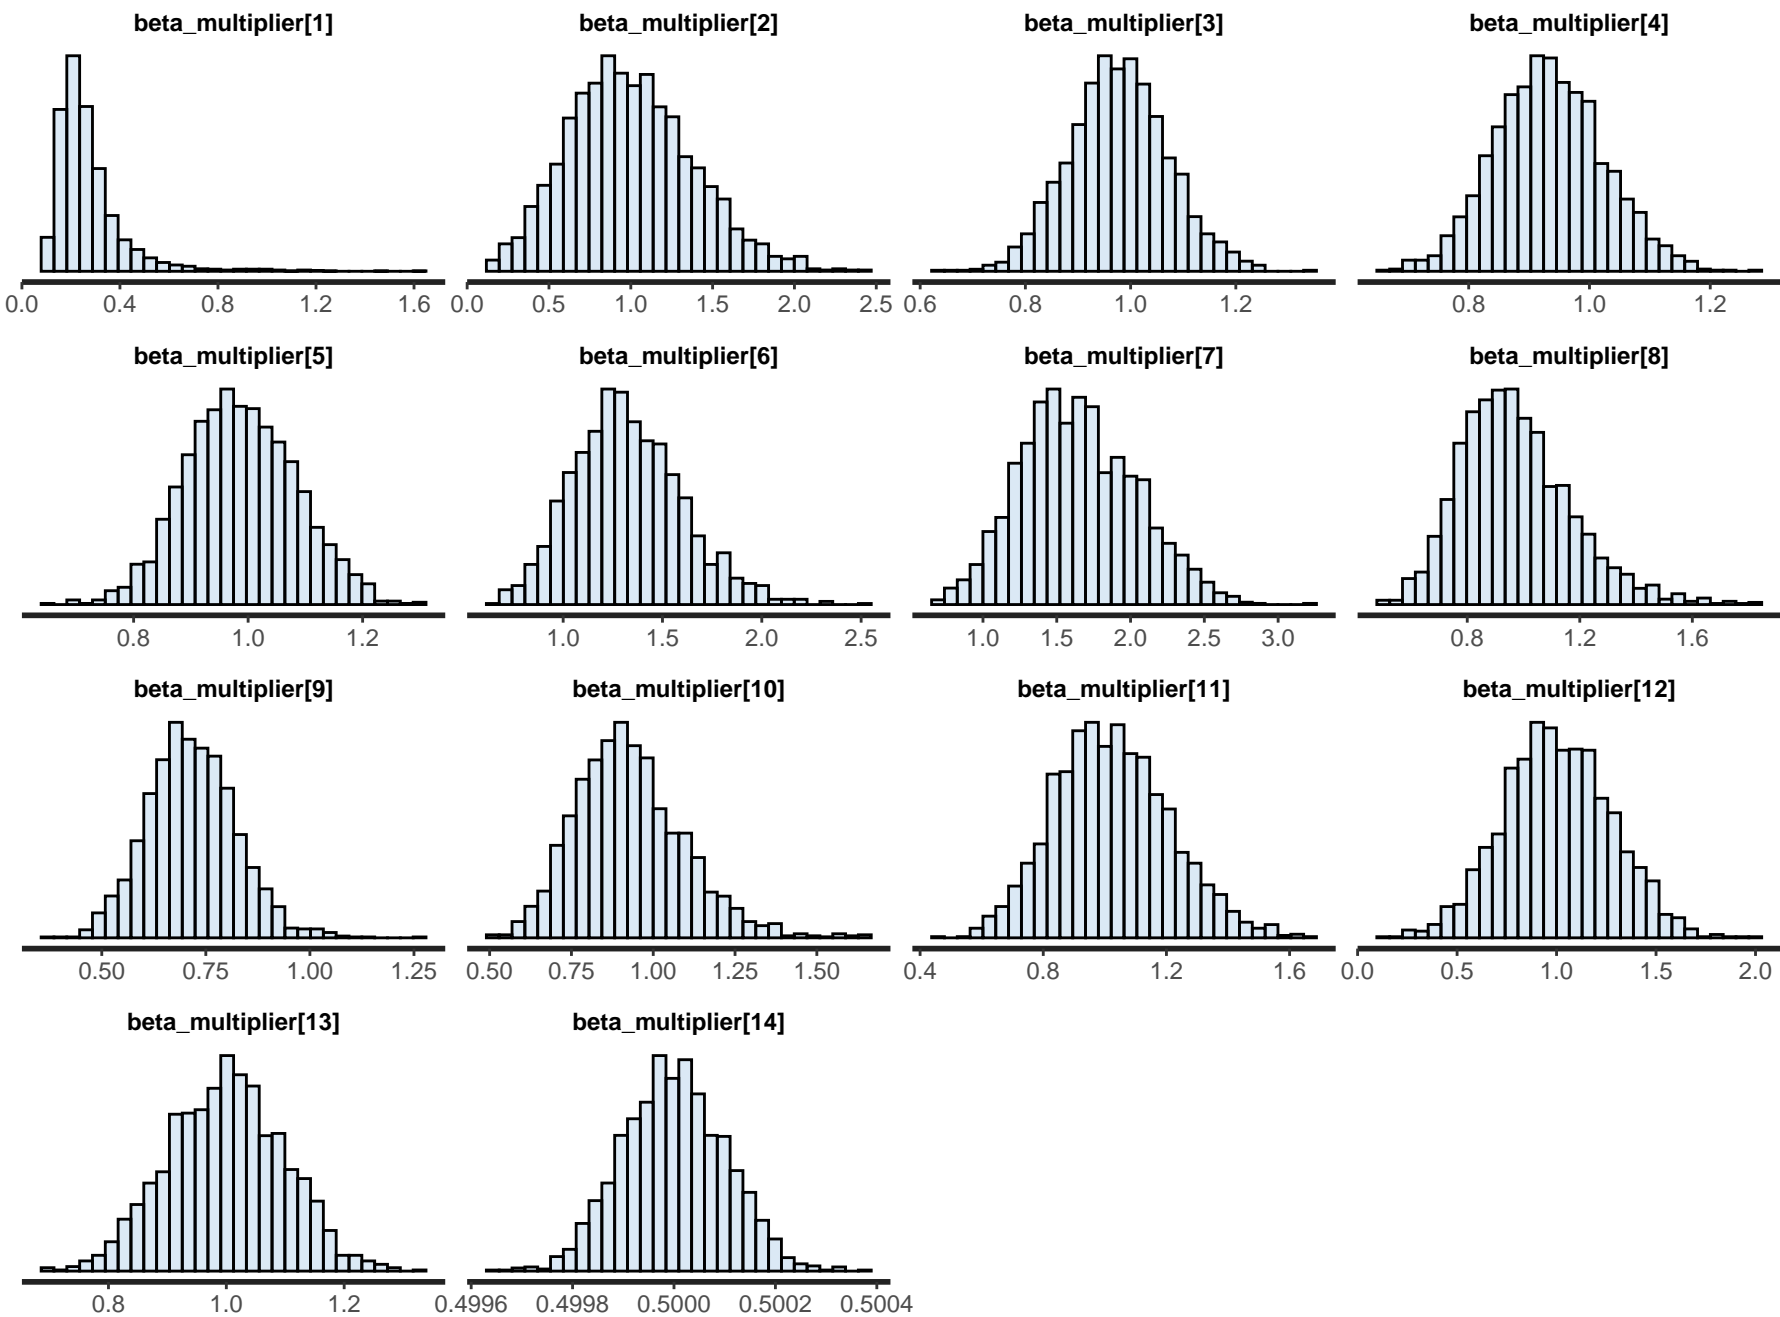 beta_multiplier[1] beta_multiplier[2] beta_multiplier[3] beta_multiplier[4]
0.0 0.4 0.8 1.2 1.6 0.0 0.5 1.0 1.5 2.0 2.5 0.6 0.8 1.0 1.2 0.8 1.0 1.2
beta_multiplier[5] beta_multiplier[6] beta_multiplier[7] beta_multiplier[8]
0.8 1.0 1.2 1.0 1.5 2.0 2.5 1.0 1.5 2.0 2.5 3.0 0.8 1.2 1.6
beta_multiplier[9] beta_multiplier[10] beta_multiplier[11] beta_multiplier[12]
0.50 0.75 1.00 1.25 0.50 0.75 1.00 1.25 1.50 0.4 0.8 1.2 1.6 0.0 0.5 1.0 1.5 2.0
beta_multiplier[13] beta_multiplier[14]
0.8 1.0 1.2 0.4996 0.4998 0.5000 0.5002 0.5004